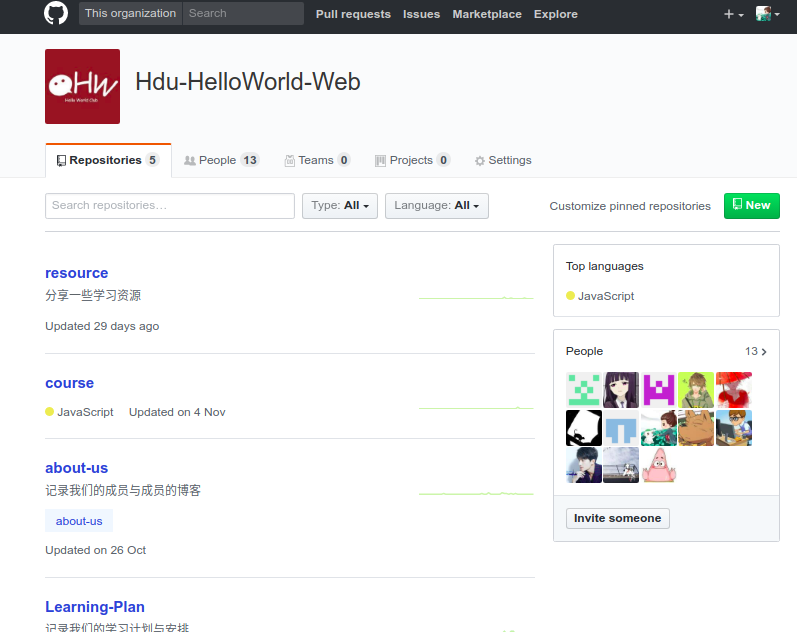 This organization Search Pull requests Issues Marketplace Explore
HW
Hello World Club
Hdu-HelloWorld-Web
Repositories 5 People 13 Teams 0 Projects 0 Settings
Search repositories... Type: All Language: All Customize pinned repositories New
resource
分享一些学习资源
Updated 29 days ago
course
JavaScript Updated on 4 Nov
about-us
记录我们的成员与成员的博客
about-us
Updated on 26 Oct
Learning-Plan
记录我们的学习计划与安排
Top languages
JavaScript
People 13
Invite someone